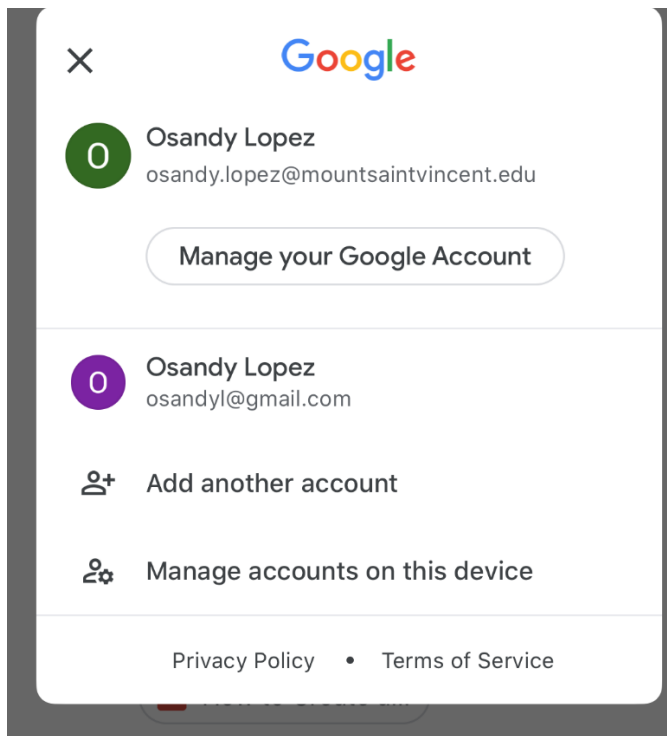 Google
O
Osandy Lopez
osandy.lopez@mountsaintvincent.edu
Manage your Google Account
O
Osandy Lopez
osandyl@gmail.com
Add another account
Manage accounts on this device
Privacy Policy • Terms of Service